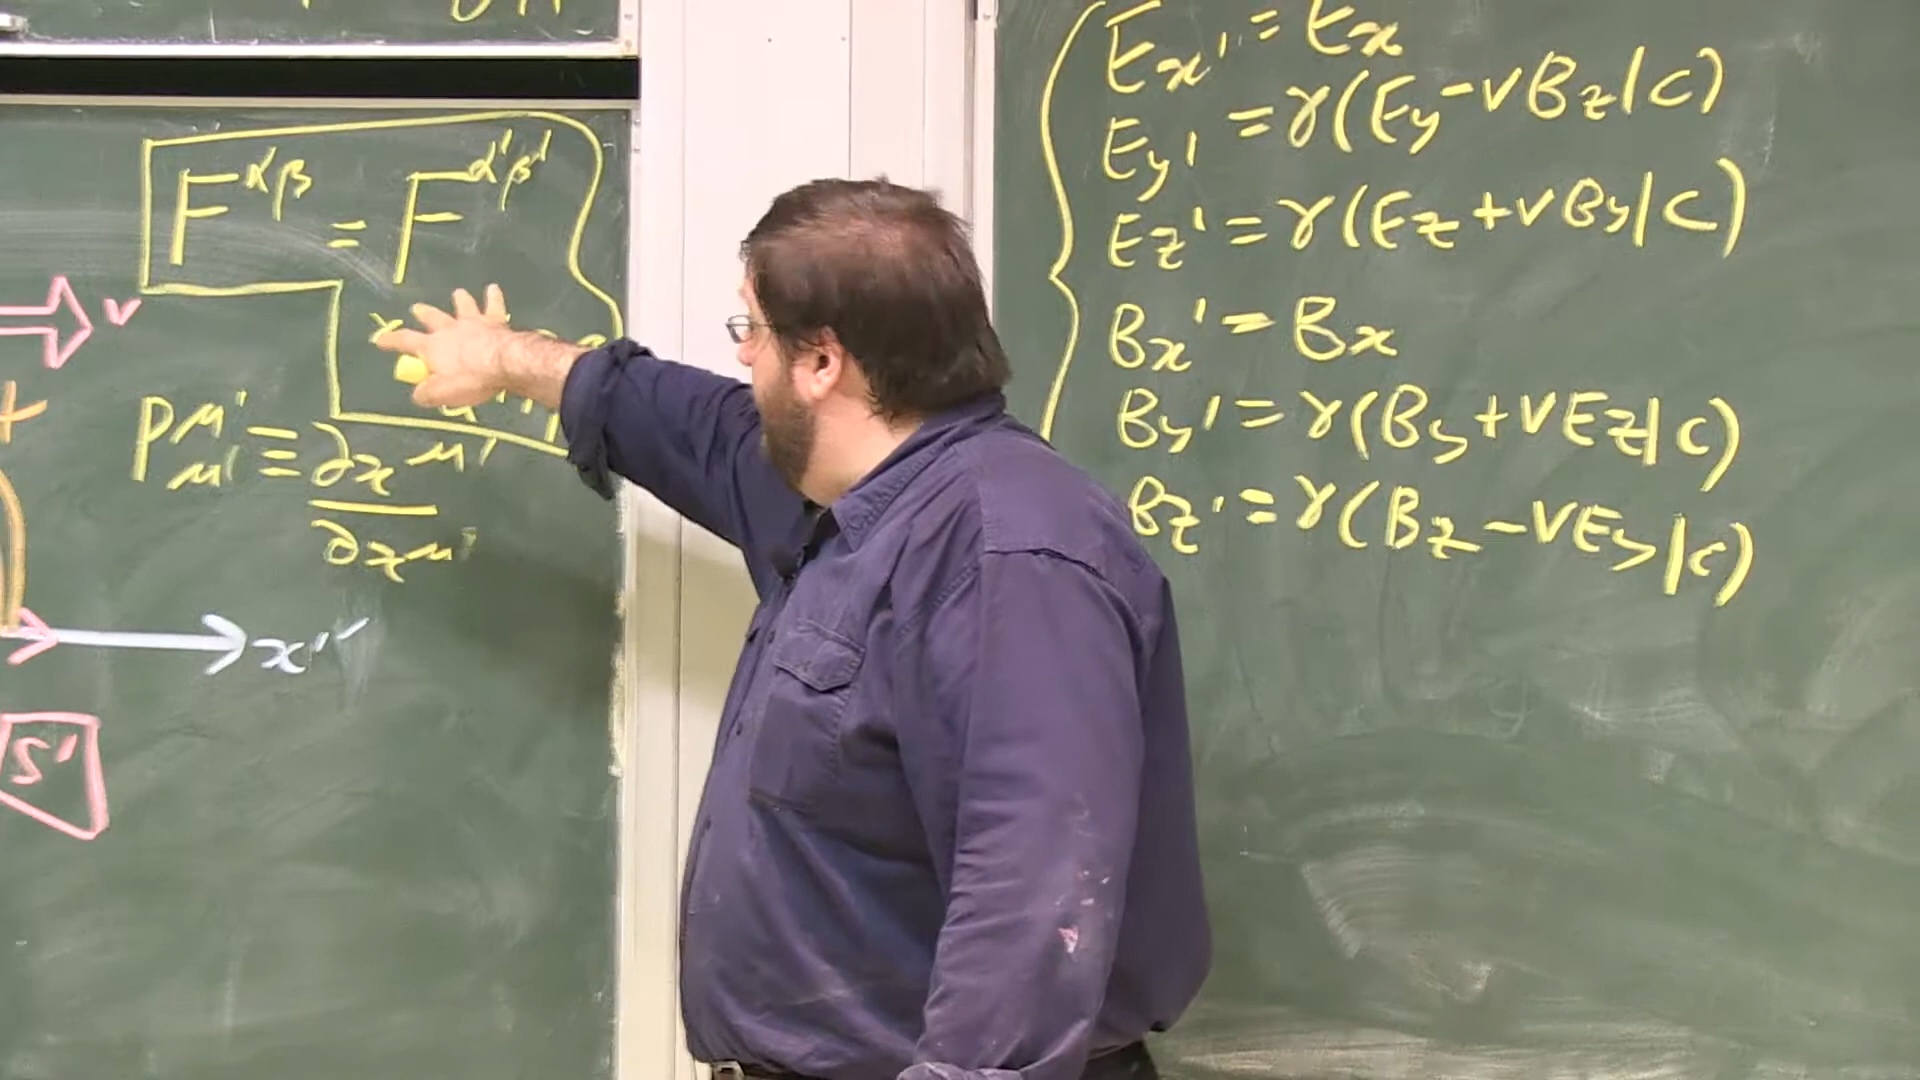 F^αβ = F^α'β'
v
p^μ'_μ' ≡ ∂x^μ'
∂x^μ'
x'
S'
Ex' = Ex
Ey' = γ(Ey - vBz/c)
Ez' = γ(Ez + vBy/c)
Bx' = Bx
By' = γ(By + vEz/c)
Bz' = γ(Bz - vEy/c)